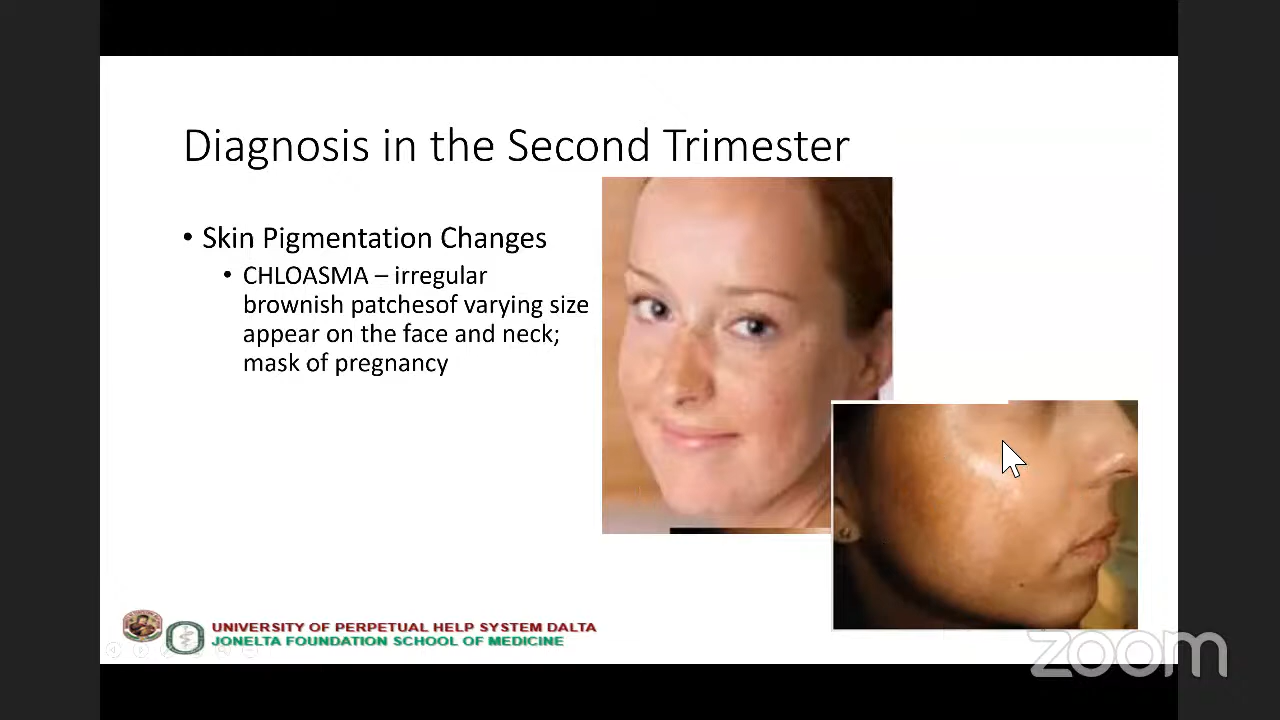 Diagnosis in the Second Trimester
• Skin Pigmentation Changes
• CHLOASMA – irregular
brownish patchesof varying size
appear on the face and neck;
mask of pregnancy
UNIVERSITY OF PERPETUAL HELP SYSTEM DALTA
JONELTA FOUNDATION SCHOOL OF MEDICINE
zoom